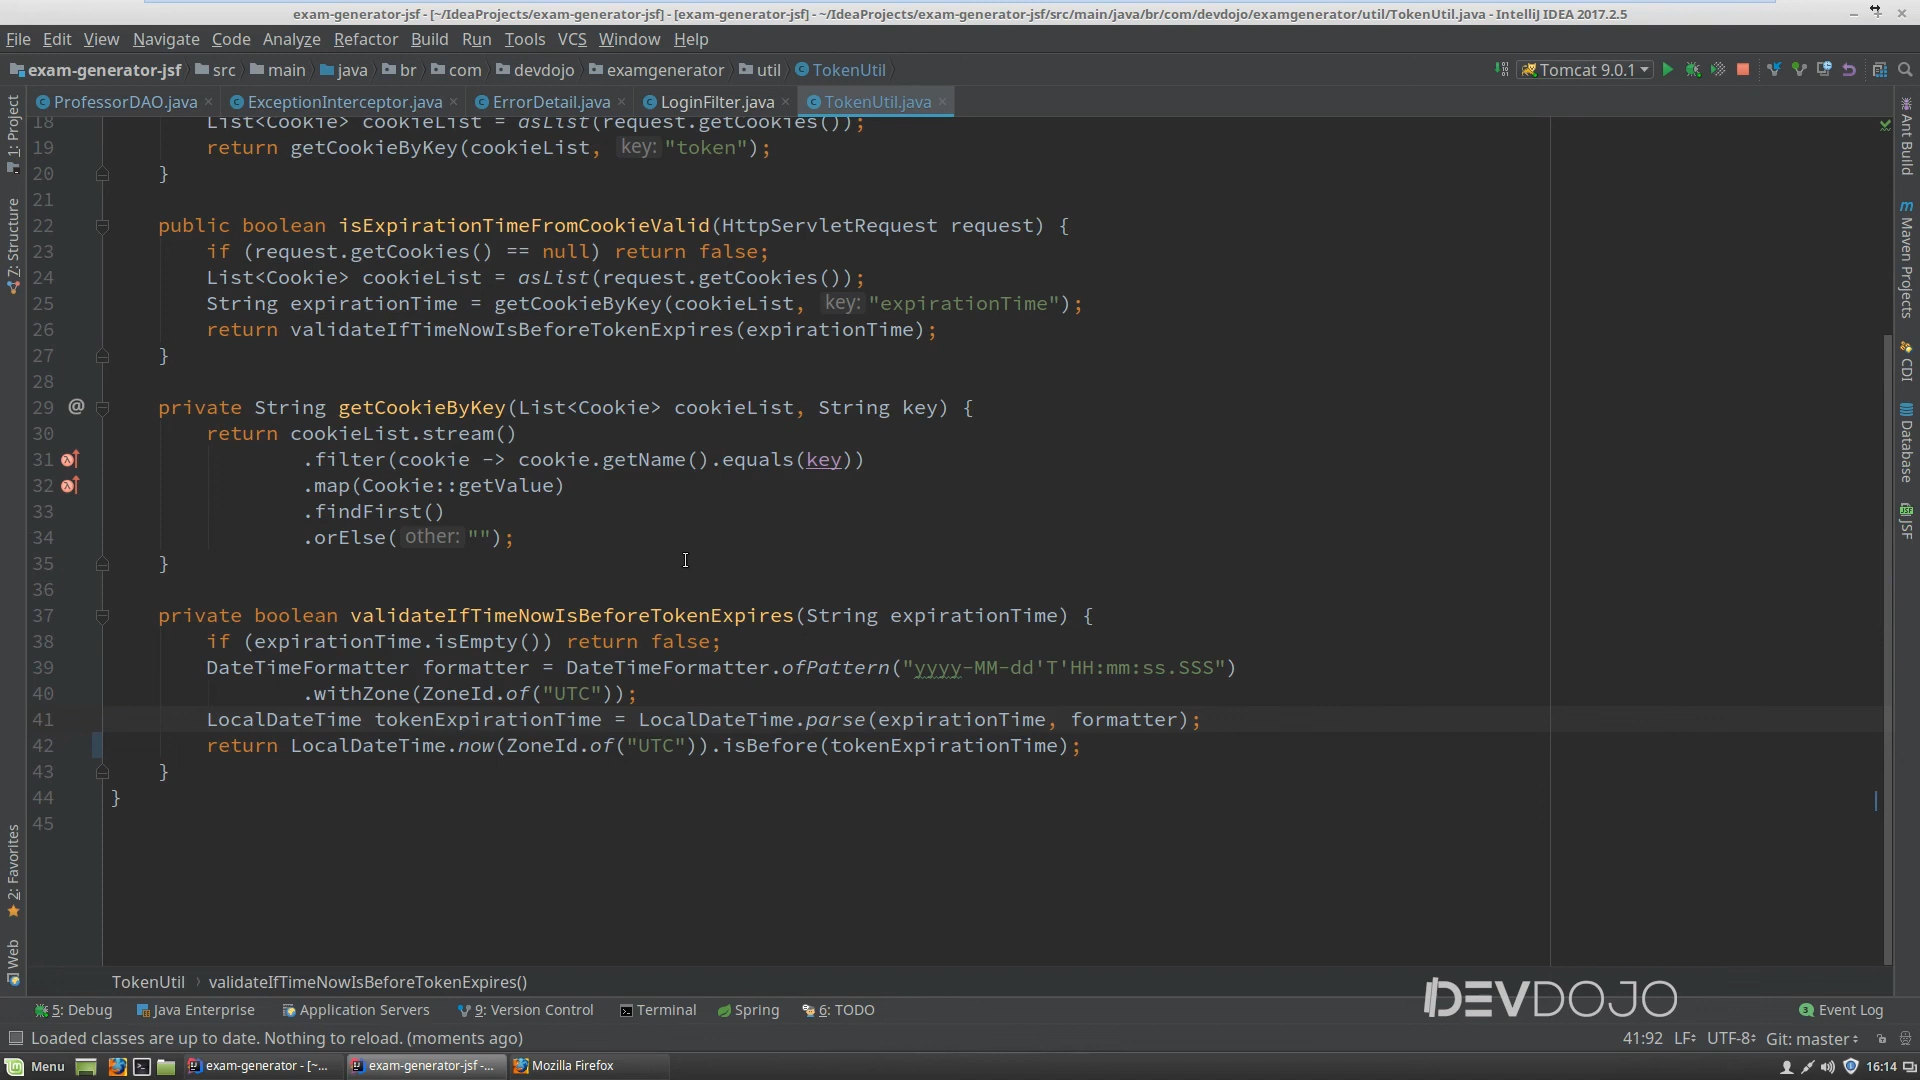 exam-generator-jsf - [~/IdeaProjects/exam-generator-jsf] - [exam-generator-jsf] - ~/IdeaProjects/exam-generator-jsf/src/main/java/br/com/devdojo/examgenerator/util/TokenUtil.java - IntelliJ IDEA 2017.2.5
File Edit View Navigate Code Analyze Refactor Build Run Tools VCS Window Help
exam-generator-jsf src main java br com devdojo examgenerator util TokenUtil Tomcat 9.0.1
ProfessorDAO.java ExceptionInterceptor.java ErrorDetail.java LoginFilter.java TokenUtil.java
18 List<Cookie> cookieList = asList(request.getCookies());
19 return getCookieByKey(cookieList, key: "token");
20 }
21
22 public boolean isExpirationTimeFromCookieValid(HttpServletRequest request) {
23 if (request.getCookies() == null) return false;
24 List<Cookie> cookieList = asList(request.getCookies());
25 String expirationTime = getCookieByKey(cookieList, key: "expirationTime");
26 return validateIfTimeNowIsBeforeTokenExpires(expirationTime);
27 }
28
29 @ private String getCookieByKey(List<Cookie> cookieList, String key) {
30 return cookieList.stream()
31 .filter(cookie -> cookie.getName().equals(key))
32 .map(Cookie::getValue)
33 .findFirst()
34 .orElse( other: "");
35 }
36
37 private boolean validateIfTimeNowIsBeforeTokenExpires(String expirationTime) {
38 if (expirationTime.isEmpty()) return false;
39 DateTimeFormatter formatter = DateTimeFormatter.ofPattern("yyyy-MM-dd'T'HH:mm:ss.SSS")
40 .withZone(ZoneId.of("UTC"));
41 LocalDateTime tokenExpirationTime = LocalDateTime.parse(expirationTime, formatter);
42 return LocalDateTime.now(ZoneId.of("UTC")).isBefore(tokenExpirationTime);
43 }
44 }
45
1: Project
7: Structure
2: Favorites
Web
Ant Build
m Maven Projects
CDI
Database
JSF
TokenUtil validateIfTimeNowIsBeforeTokenExpires()
DEVDOJO
5: Debug Java Enterprise Application Servers 9: Version Control Terminal Spring 6: TODO 3 Event Log
Loaded classes are up to date. Nothing to reload. (moments ago) 41:92 LF UTF-8 Git: master
Menu exam-generator - [~... exam-generator-jsf -... Mozilla Firefox 16:14